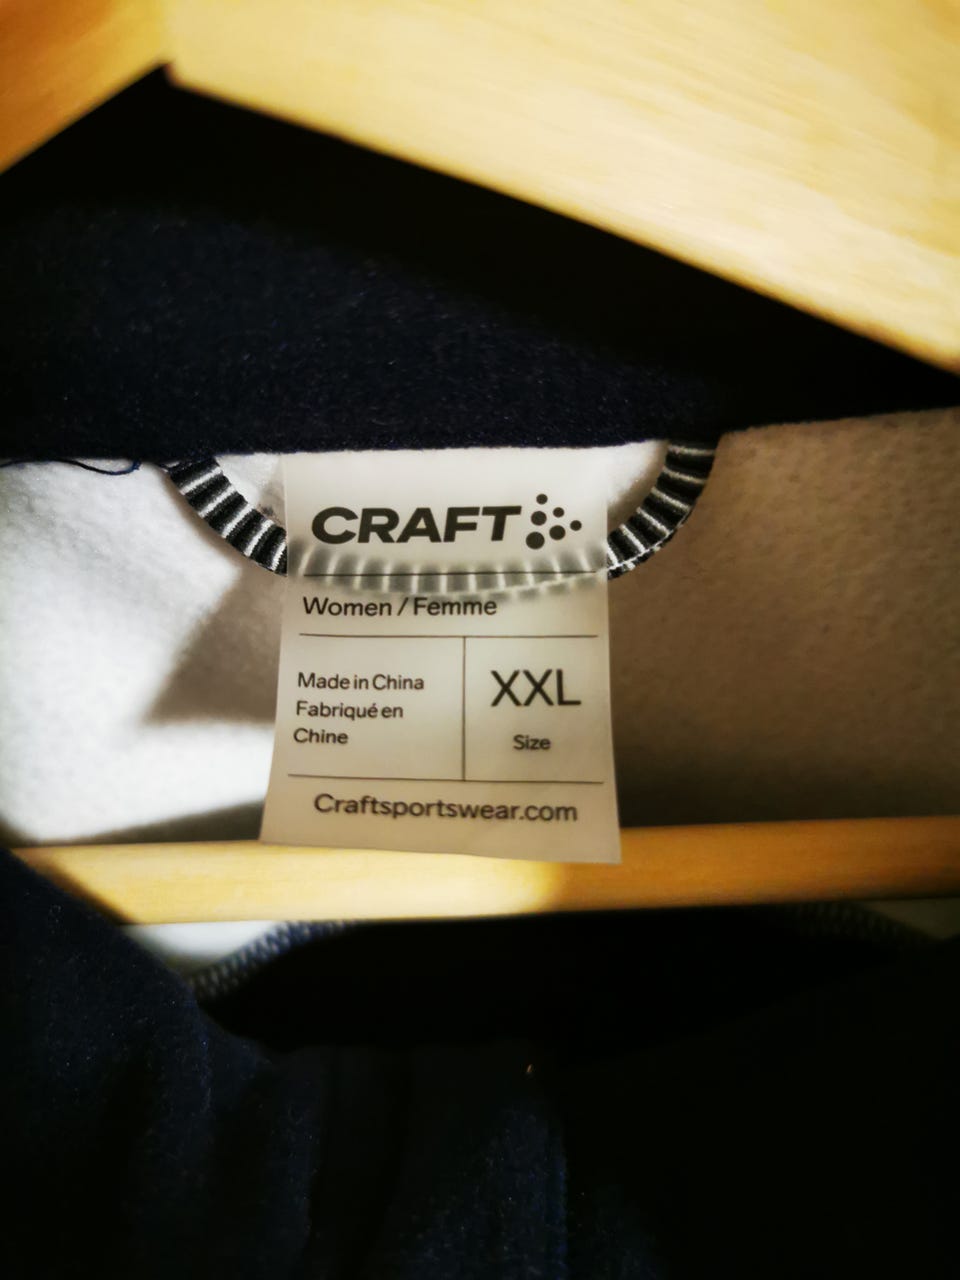 CRAFT
Women / Femme
Made in China
Fabriqué en
Chine
XXL
Size
Craftsportswear.com